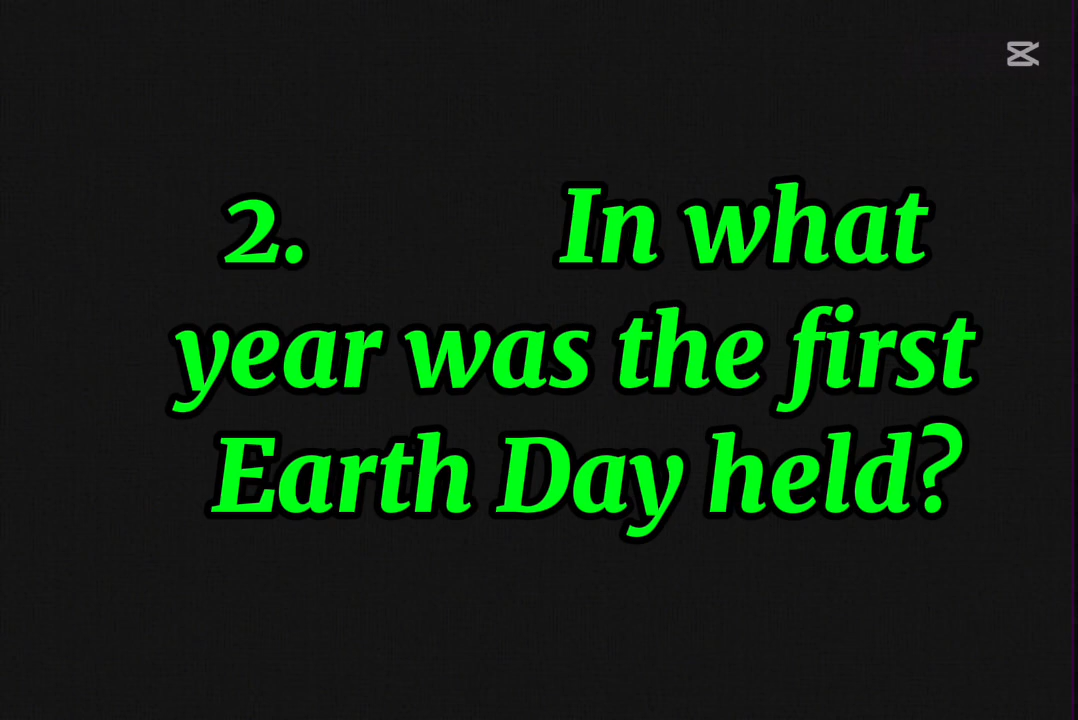 2. In what
year was the first
Earth Day held?